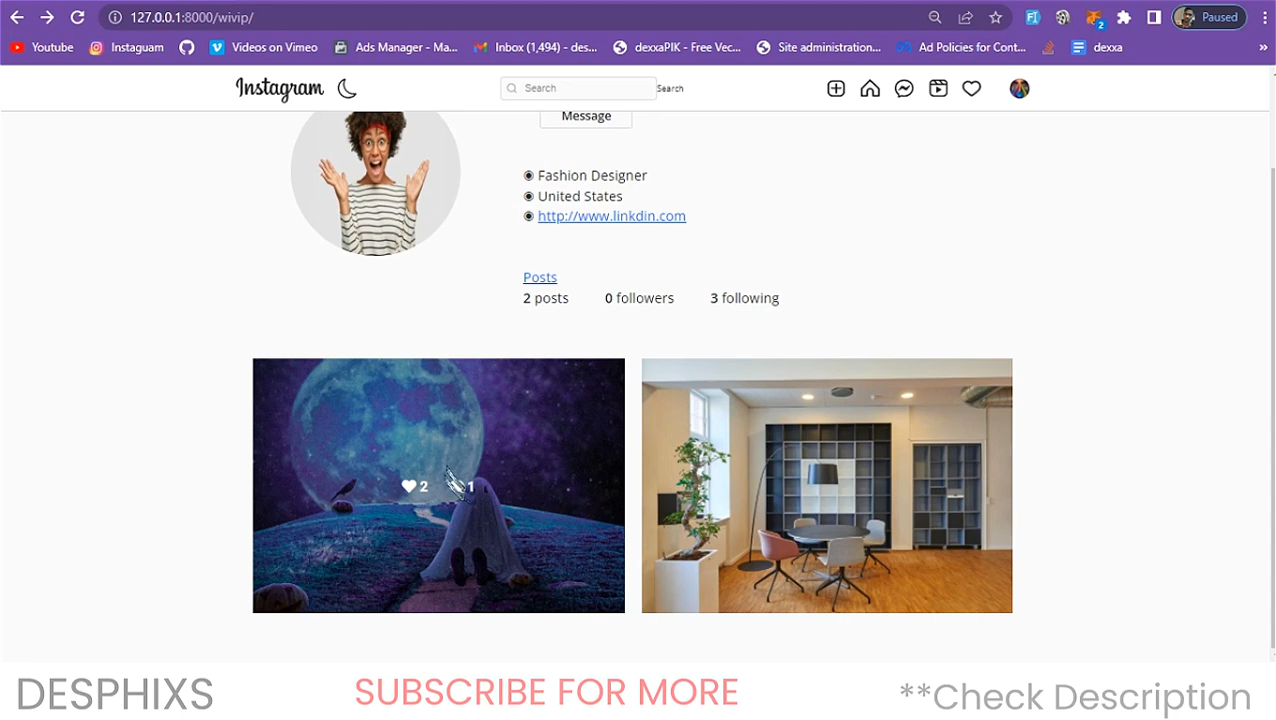 127.0.0.1:8000/wivip/
Paused
Youtube
Instaguam
Videos on Vimeo
Ads Manager - Ma...
Inbox (1,494) - des...
dexxaPIK - Free Vec...
Site administration...
Ad Policies for Cont...
dexxa
»
2
Instagram
Search
Search
Message
Fashion Designer
United States
http://www.linkdin.com
Posts
2 posts 0 followers 3 following
2 1
DESPHIXS
SUBSCRIBE FOR MORE
**Check Description